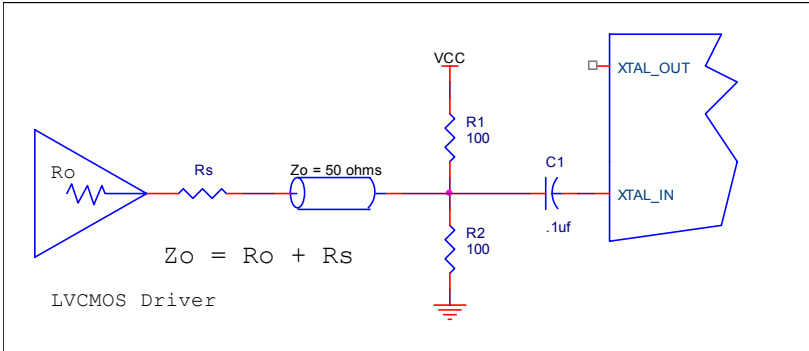 VCC
XTAL_OUT
R1
100
Ro
Rs
Zo = 50 ohms
C1
XTAL_IN
.1uf
R2
100
Zo = Ro + Rs
LVCMOS Driver